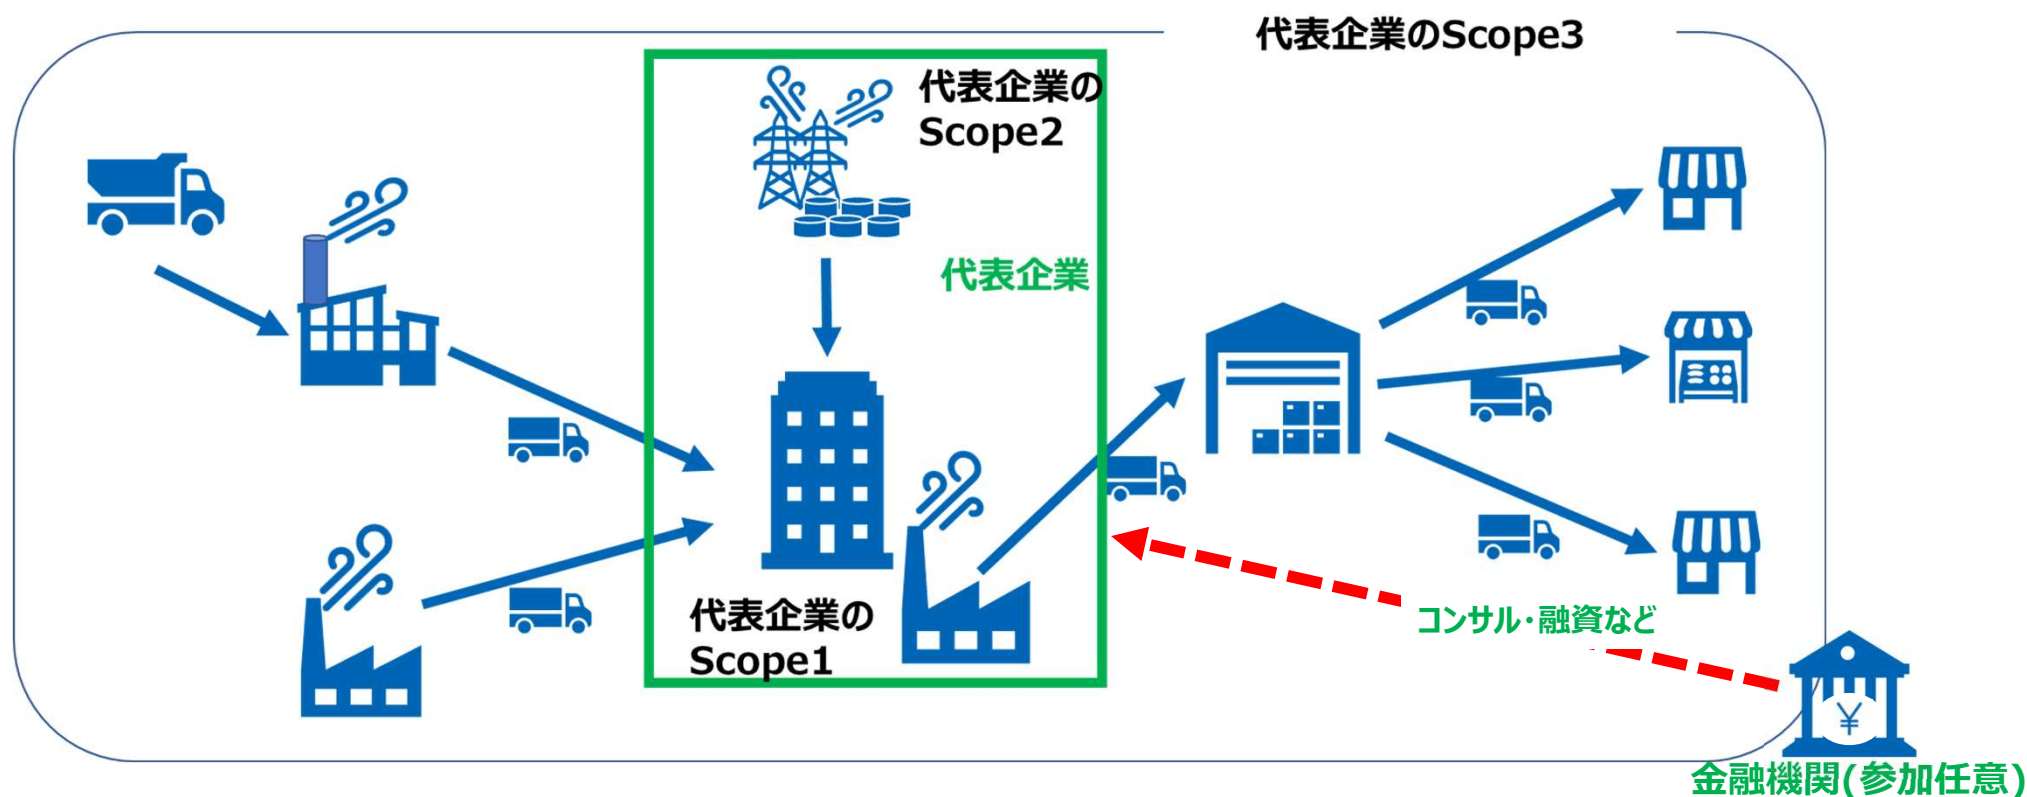 代表企業のScope3
代表企業の
Scope2
代表企業
代表企業の
Scope1
コンサル・融資など
¥
金融機関(参加任意)